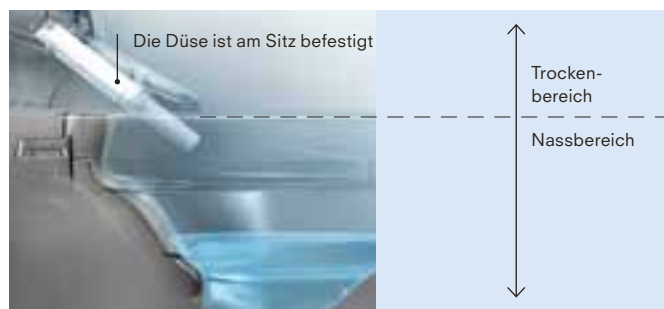 Die Düse ist am Sitz befestigt
Trocken-
bereich
Nassbereich